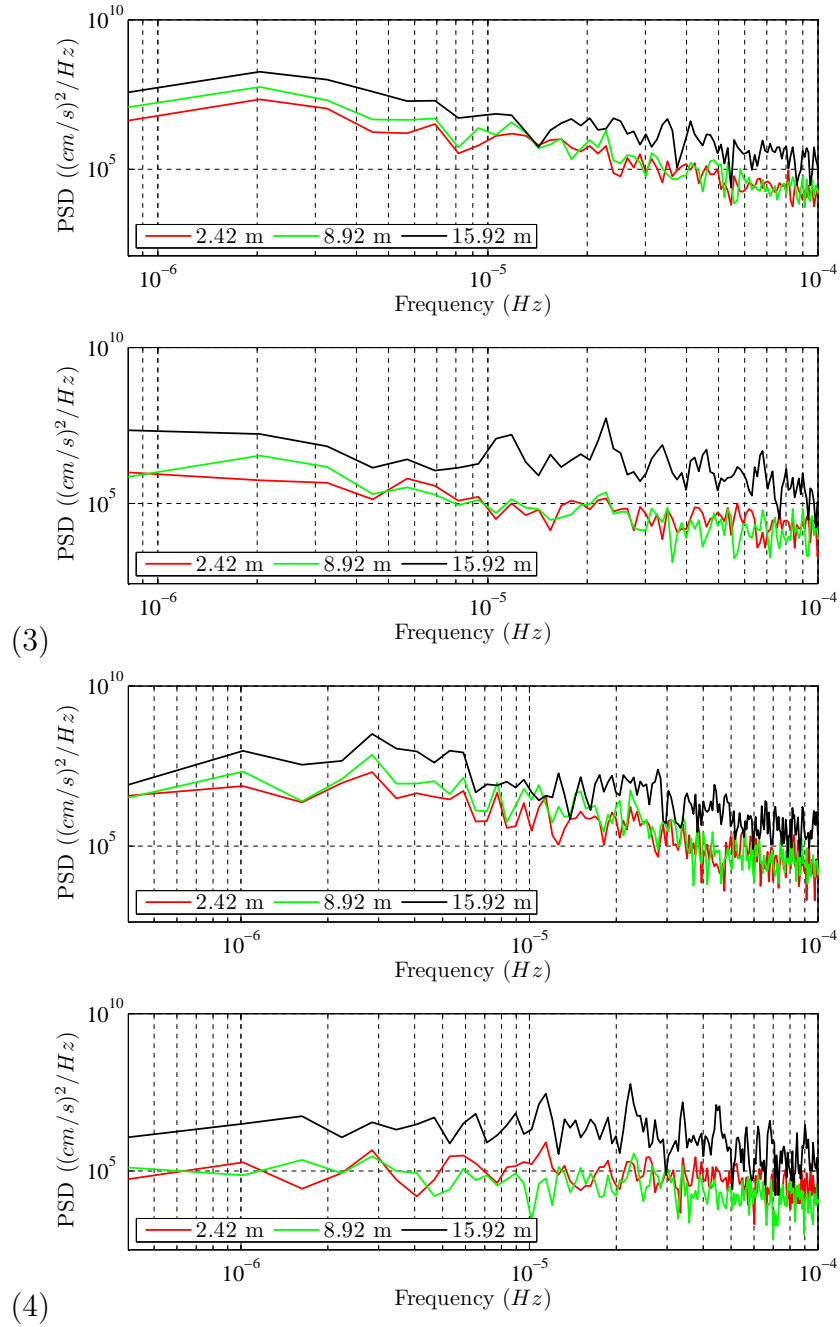 10^10
PSD ((cm/s)^2/Hz)
10^5
2.42 m 8.92 m 15.92 m
10^−6 10^−5 10^−4
Frequency (Hz)
10^10
PSD ((cm/s)^2/Hz)
10^5
2.42 m 8.92 m 15.92 m
10^−6 10^−5 10^−4
Frequency (Hz)
(3)
10^10
PSD ((cm/s)^2/Hz)
10^5
2.42 m 8.92 m 15.92 m
10^−6 10^−5 10^−4
Frequency (Hz)
10^10
PSD ((cm/s)^2/Hz)
10^5
2.42 m 8.92 m 15.92 m
10^−6 10^−5 10^−4
Frequency (Hz)
(4)